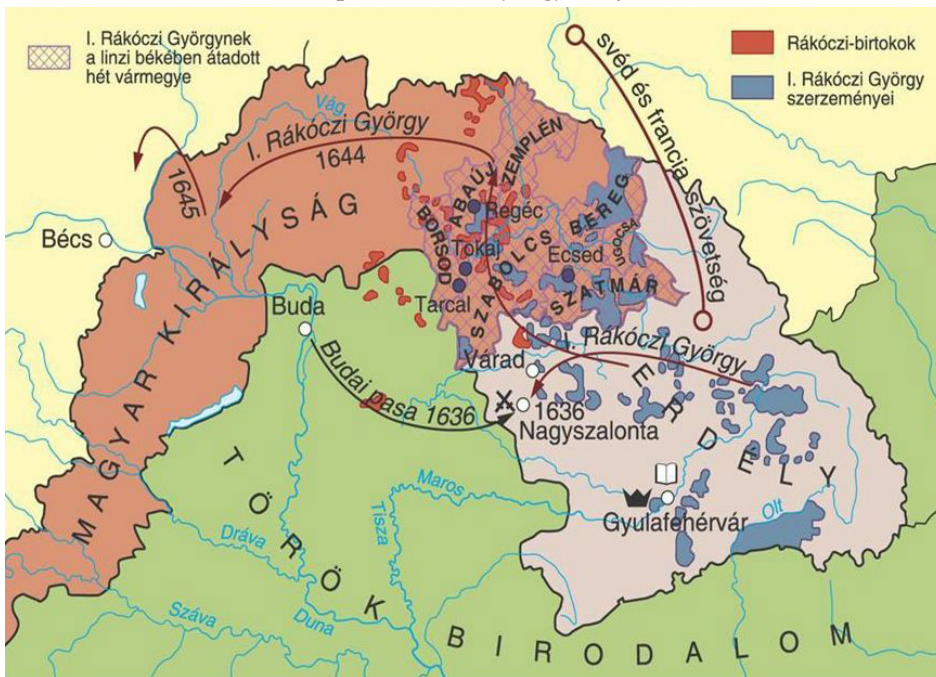 I. Rákóczi Györgynek
a linzi békében átadott
hét vármegye
svéd és francia szövetség
Rákóczi-birtokok
I. Rákóczi György
szerzeményei
Vág
I. Rákóczi György
1644
1645
Bécs
MAGYAR KIRÁLYSÁG
ABAÚJ
ZEMPLÉN
BORSOD
Regéc
Tokaj
Tarcal
SZABOLCS
BEREG
UGOCSA
Ecsed
SZATMÁR
Buda
Budai pasa 1636
Várad
I. Rákóczi György
1636
Nagyszalonta
ERDÉLY
Gyulafehérvár
Maros
Olt
Tisza
Dráva
Száva
Duna
TÖRÖK
BIRODALOM